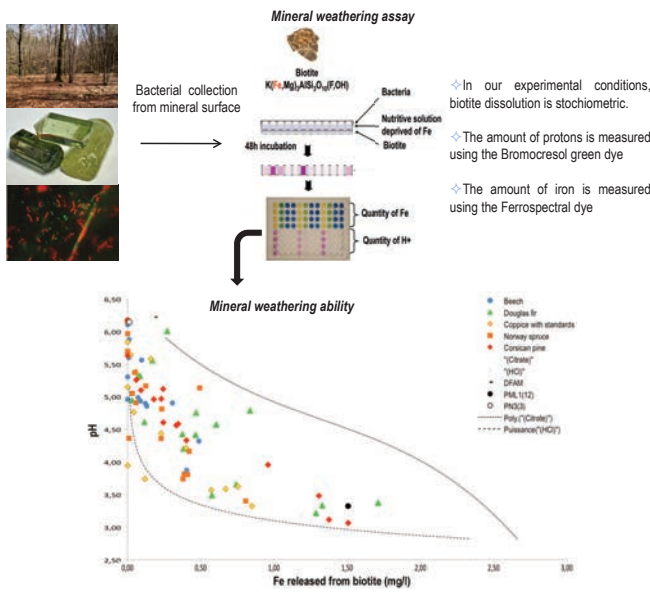 Mineral weathering assay
Biotite
K(Fe,Mg)₃AlSi₃O₁₀(F,OH)
Bacterial collection
from mineral surface
Bacteria
Nutritive solution
deprived of Fe
Biotite
48h incubation
Quantity of Fe
Quantity of H+
✧In our experimental conditions,
biotite dissolution is stochiometric.
✧The amount of protons is measured
using the Bromocresol green dye
✧The amount of iron is measured
using the Ferrospectral dye
Mineral weathering ability
6,50
6,00
5,50
5,00
4,50
4,00
3,50
3,00
2,50
pH
0,00
0,50
1,00
1,50
2,00
2,50
3,00
Fe released from biotite (mg/l)
Beech
Douglas fir
Coppice with standards
Norway spruce
Corsican pine
"(Citrate)"
"(HCl)"
DFAM
PML1(12)
PN3(3)
Poly.("(Citrate)")
Puissance("(HCl)")